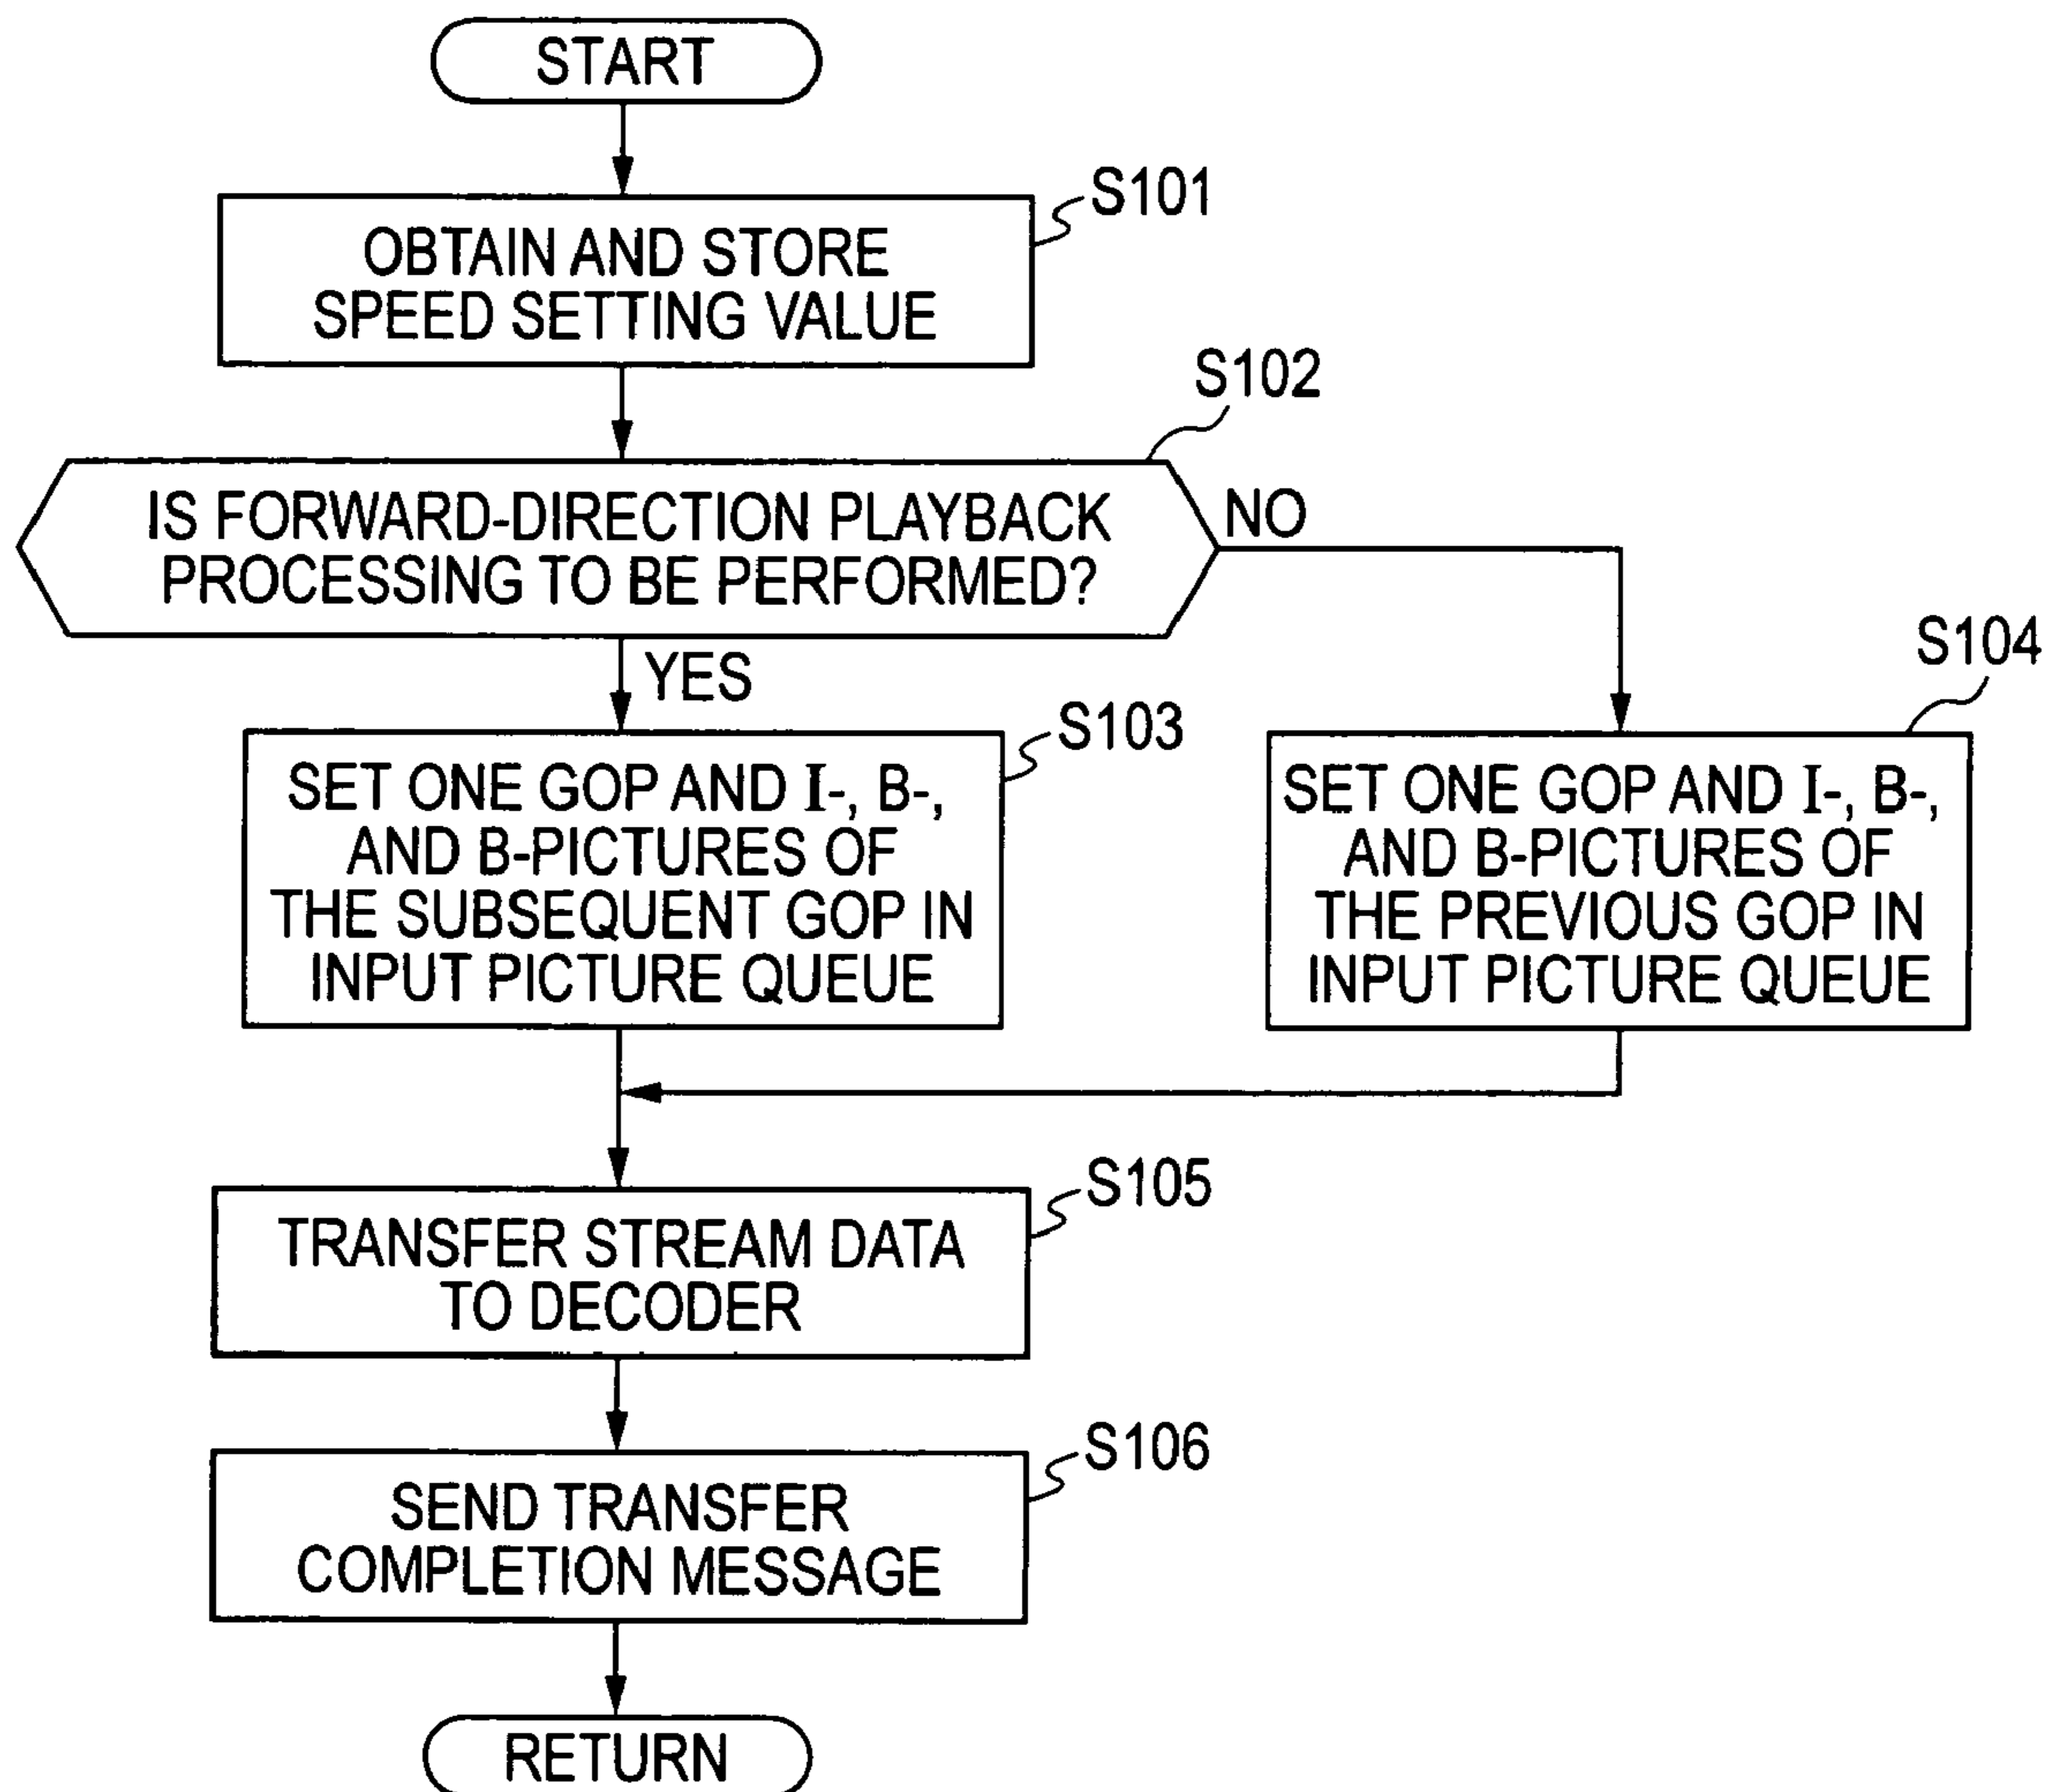 START
S101
OBTAIN AND STORE
SPEED SETTING VALUE
S102
IS FORWARD-DIRECTION PLAYBACK
PROCESSING TO BE PERFORMED?
NO
YES
S103
SET ONE GOP AND I-, B-,
AND B-PICTURES OF
THE SUBSEQUENT GOP IN
INPUT PICTURE QUEUE
S104
SET ONE GOP AND I-, B-,
AND B-PICTURES OF
THE PREVIOUS GOP IN
INPUT PICTURE QUEUE
S105
TRANSFER STREAM DATA
TO DECODER
S106
SEND TRANSFER
COMPLETION MESSAGE
RETURN